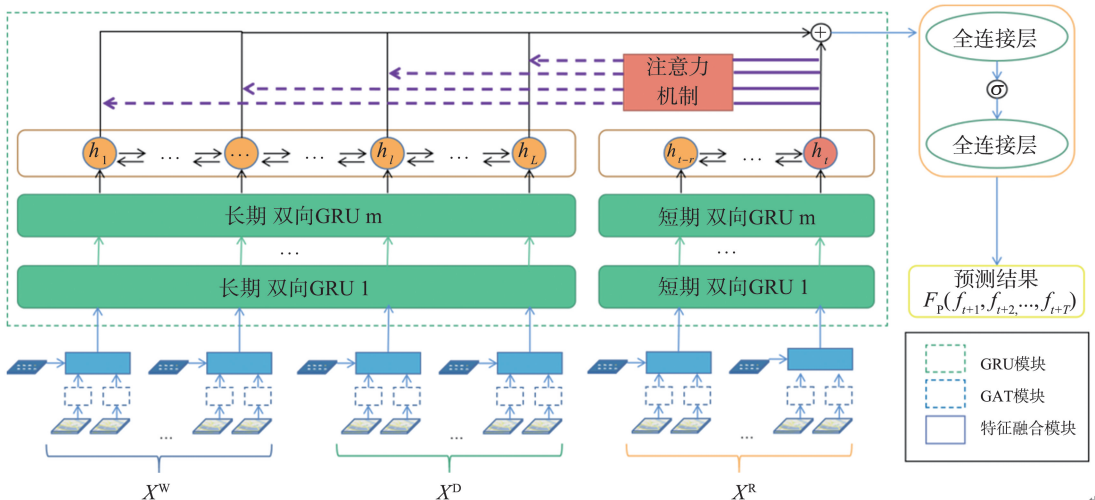 全连接层
σ
全连接层
注意力
机制
h1 … … … hl … hL
ht−r … ht
长期 双向GRU m
短期 双向GRU m
…
…
长期 双向GRU 1
短期 双向GRU 1
预测结果
FP(ft+1,ft+2,...,ft+T)
GRU模块
GAT模块
特征融合模块
... ... ...
XW
XD
XR